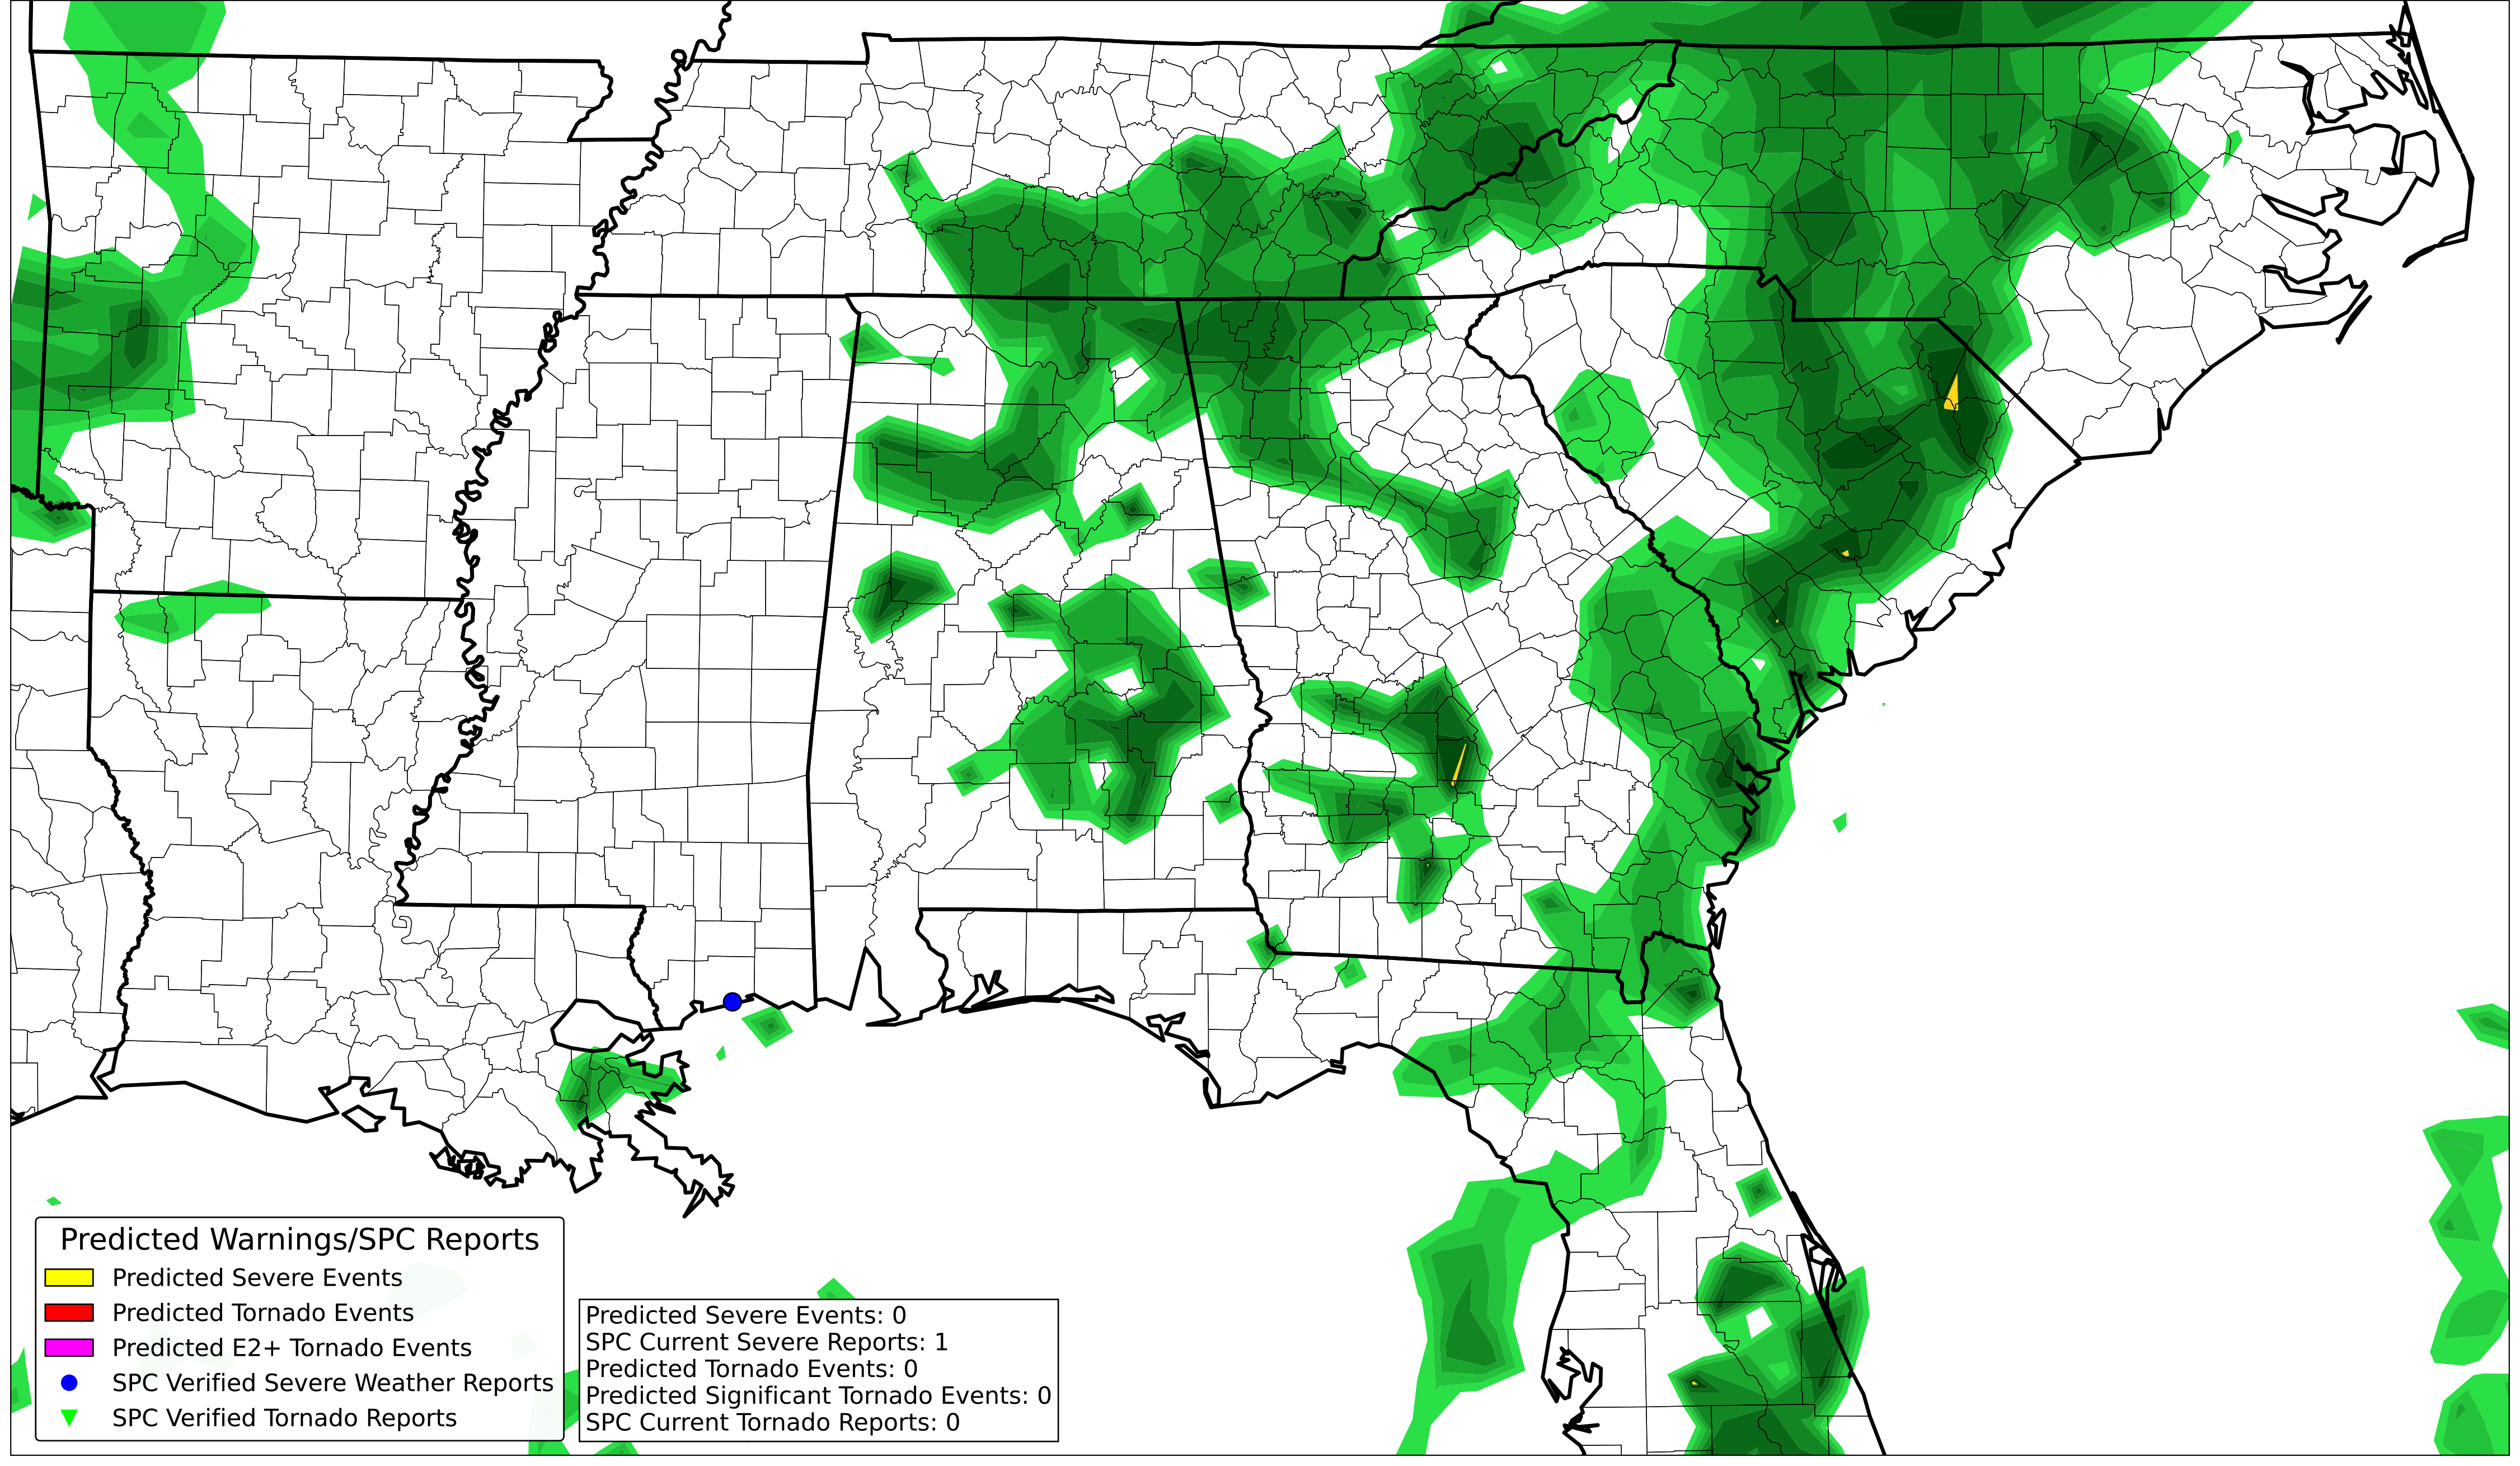 Predicted Warnings/SPC Reports
Predicted Severe Events
Predicted Tornado Events
Predicted E2+ Tornado Events
SPC Verified Severe Weather Reports
SPC Verified Tornado Reports
Predicted Severe Events: 0
SPC Current Severe Reports: 1
Predicted Tornado Events: 0
Predicted Significant Tornado Events: 0
SPC Current Tornado Reports: 0